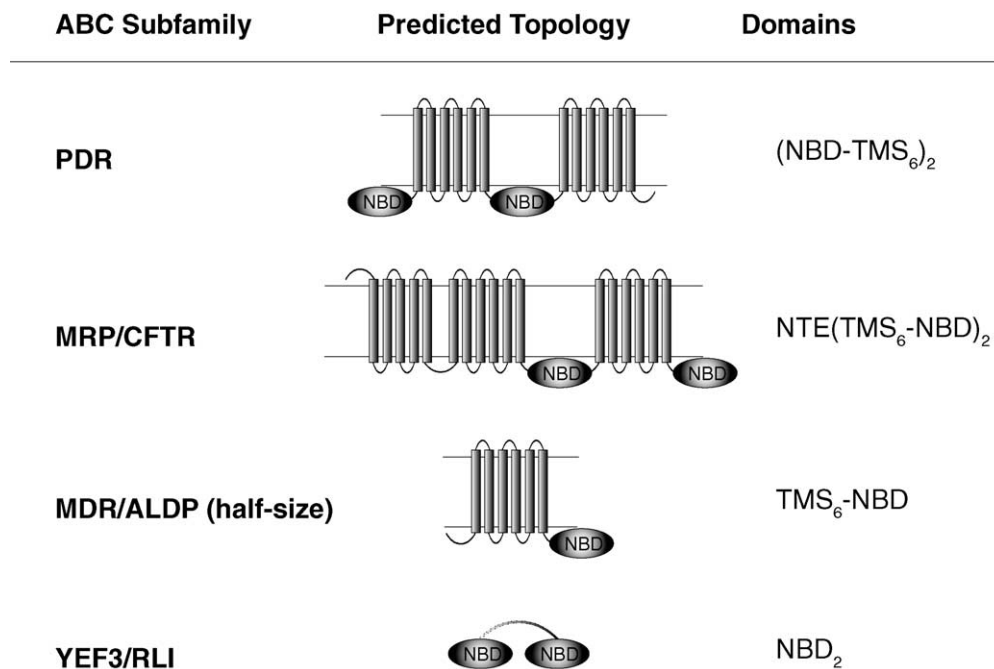 ABC Subfamily Predicted Topology Domains
PDR NBD NBD (NBD-TMS₆)₂
MRP/CFTR NBD NBD NTE(TMS₆-NBD)₂
MDR/ALDP (half-size) NBD TMS₆-NBD
YEF3/RLI NBD NBD NBD₂